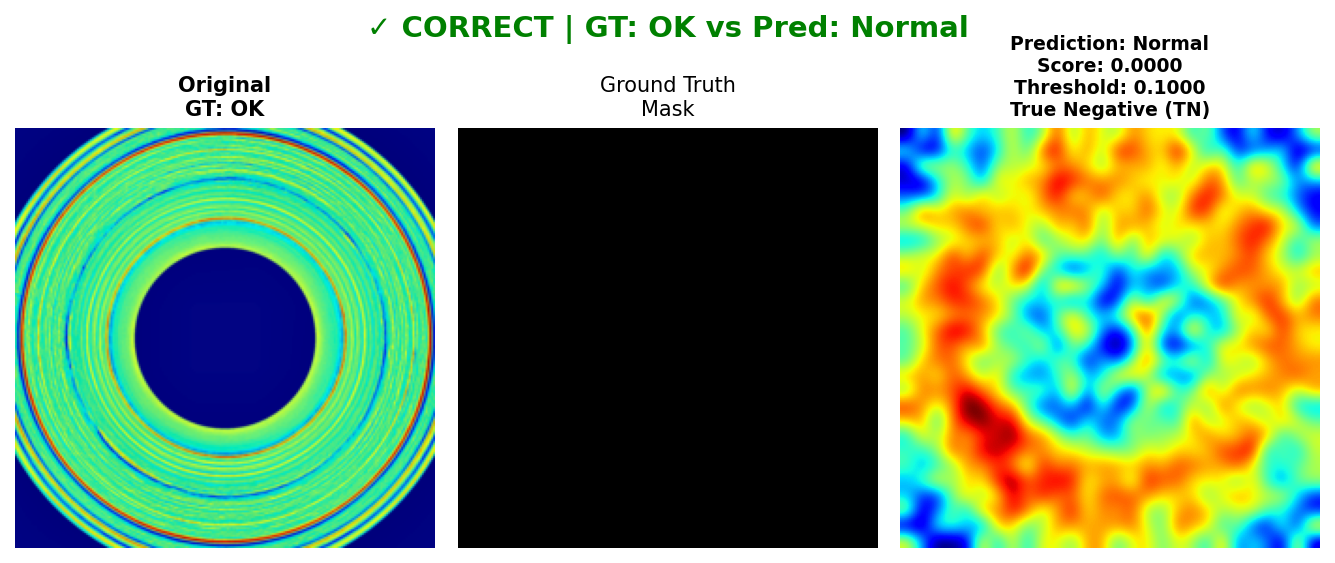 ✓ CORRECT | GT: OK vs Pred: Normal
Original
GT: OK
Ground Truth
Mask
Prediction: Normal
Score: 0.0000
Threshold: 0.1000
True Negative (TN)